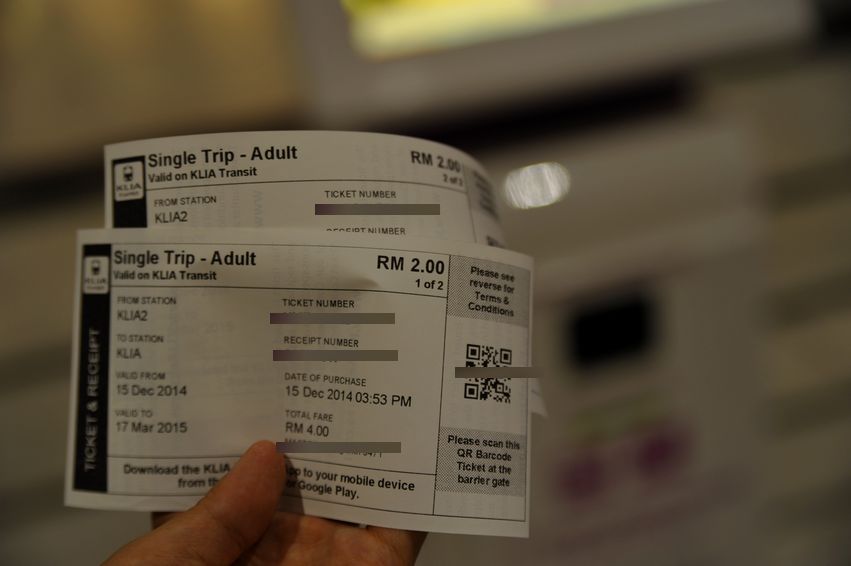 Single Trip - Adult
RM 2.00
Valid on KLIA Transit
2 of 2
KLIA
FROM STATION
KLIA2
TICKET NUMBER
RECEIPT NUMBER
Single Trip - Adult
RM 2.00
Valid on KLIA Transit
1 of 2
KLIA
TICKET & RECEIPT
FROM STATION
KLIA2
TICKET NUMBER
TO STATION
KLIA
RECEIPT NUMBER
VALID FROM
15 Dec 2014
DATE OF PURCHASE
15 Dec 2014 03:53 PM
VALID TO
17 Mar 2015
TOTAL FARE
RM 4.00
Download the KLIA
to your mobile device
from
Google Play.
Please see
reverse for
Terms &
Conditions
Please scan this
QR Barcode
Ticket at the
barrier gate